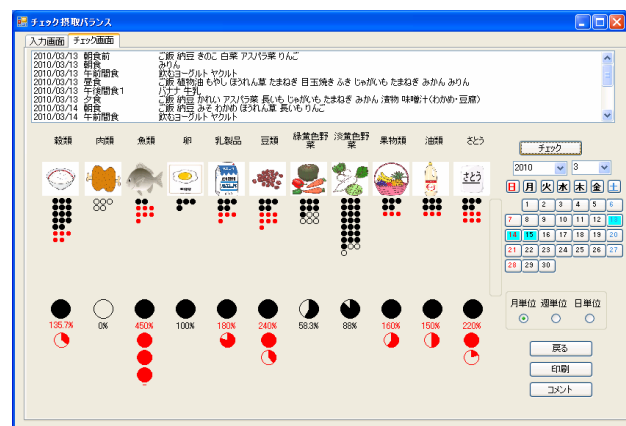 チェック摂取バランス
入力画面 チェック画面
2010/03/13 朝食前 ご飯 納豆 きのこ 白菜 アスパラ菜 りんご
2010/03/13 朝食 みりん
2010/03/13 午前間食 飲むヨーグルト ヤクルト
2010/03/13 昼食 ご飯 植物油 もやし ほうれん草 たまねぎ 目玉焼き ふき じゃがいも たまねぎ みかん みりん
2010/03/13 午後間食1 バナナ 牛乳
2010/03/13 夕食 ご飯 納豆 かれい アスパラ菜 長いも じゃがいも たまねぎ みかん 漬物 味噌汁(わかめ・豆腐)
2010/03/14 朝食 ご飯 納豆 みそ わかめ ほうれん草 長いも りんご
2010/03/14 午前間食 飲むヨーグルト ヤクルト
穀類 肉類 魚類 卵 乳製品 豆類 緑黄色野菜 淡黄色野菜 果物類 油類 さとう
さとう
135.7% 0% 450% 100% 180% 240% 58.3% 88% 160% 150% 220%
チェック
2010 3
日 月 火 水 木 金 土
1 2 3 4 5 6
7 8 9 10 11 12 13
14 15 16 17 18 19 20
21 22 23 24 25 26 27
28 29 30
月単位 週単位 日単位
戻る
印刷
コメント